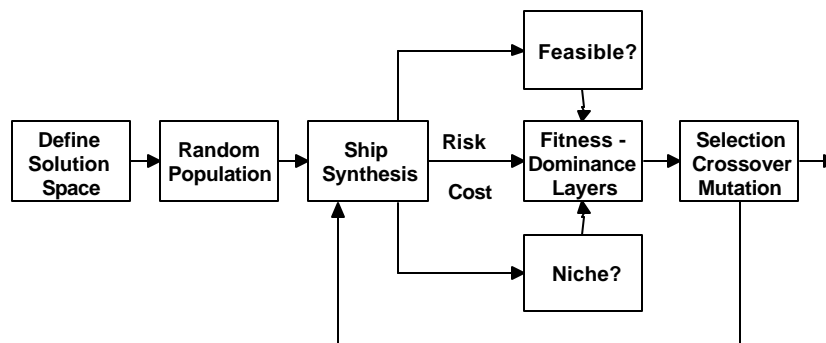 Feasible?
Define
Solution
Space
Random
Population
Ship
Synthesis
Risk
Cost
Fitness -
Dominance
Layers
Selection
Crossover
Mutation
Niche?